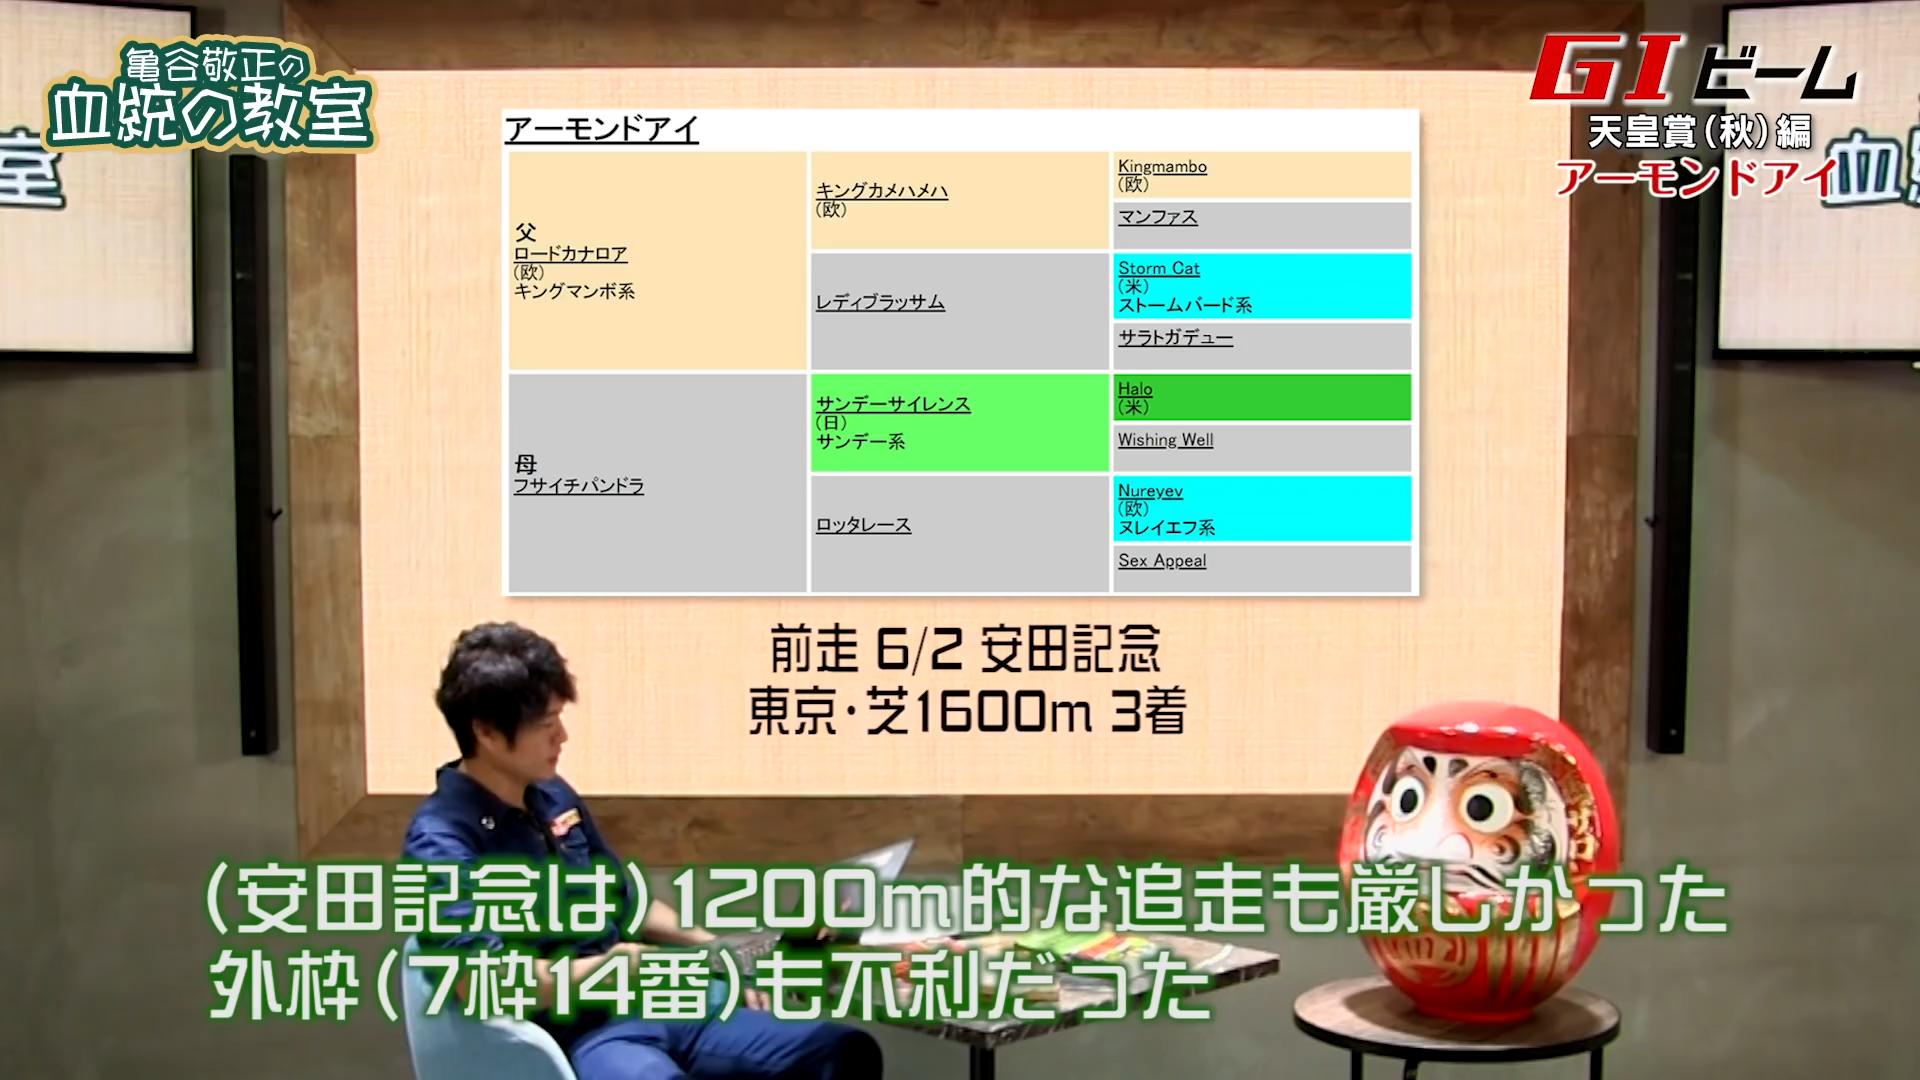 亀谷敬正の
血統の教室
GIビーム
天皇賞（秋）編
アーモンドアイ
室
血
アーモンドアイ
父
ロードカナロア
(欧)
キングマンボ系
キングカメハメハ
(欧)
Kingmambo
(欧)
マンファス
レディブラッサム
Storm Cat
(米)
ストームバード系
サラトガデュー
母
フサイチパンドラ
サンデーサイレンス
(日)
サンデー系
Halo
(米)
Wishing Well
ロッタレース
Nureyev
(欧)
ヌレイエフ系
Sex Appeal
前走 6/2 安田記念
東京・芝1600m 3着
（安田記念は）1200m的な追走も厳しかった
外枠（7枠14番）も不利だった